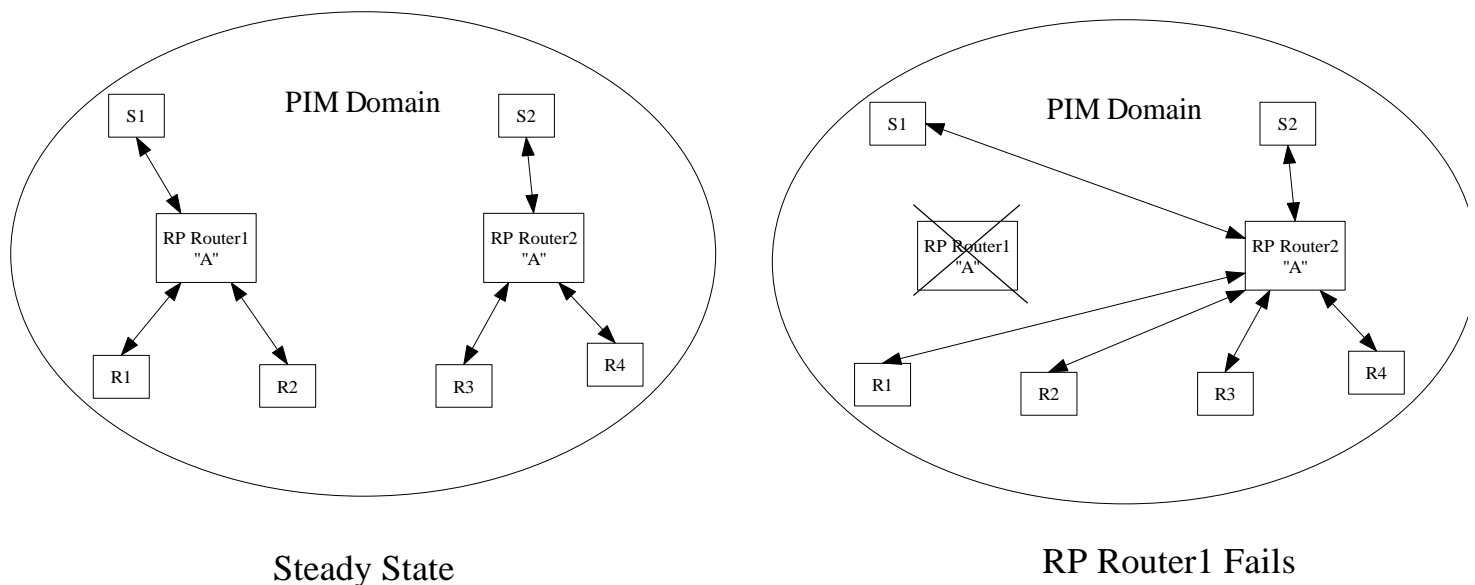 PIM Domain
S1
S2
RP Router1
"A"
RP Router2
"A"
R1
R2
R3
R4
Steady State
PIM Domain
S1
S2
RP Router1
"A"
RP Router2
"A"
R1
R2
R3
R4
RP Router1 Fails